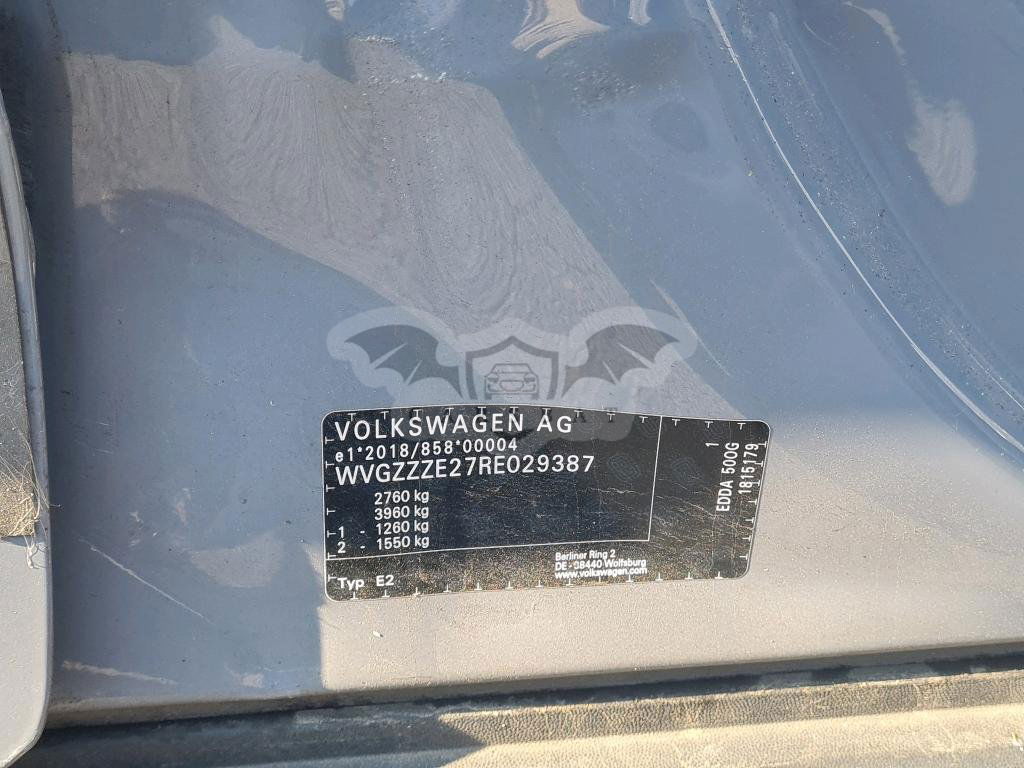 VOLKSWAGEN AG
e1*2018/858*00004
WVGZZZE27RE029387
2760 kg
3960 kg
1 - 1260 kg
2 - 1550 kg
Typ E2
Berliner Ring 2
DE-38440 Wolfsburg
www.volkswagen.com
1
EDDA 500G
1815179